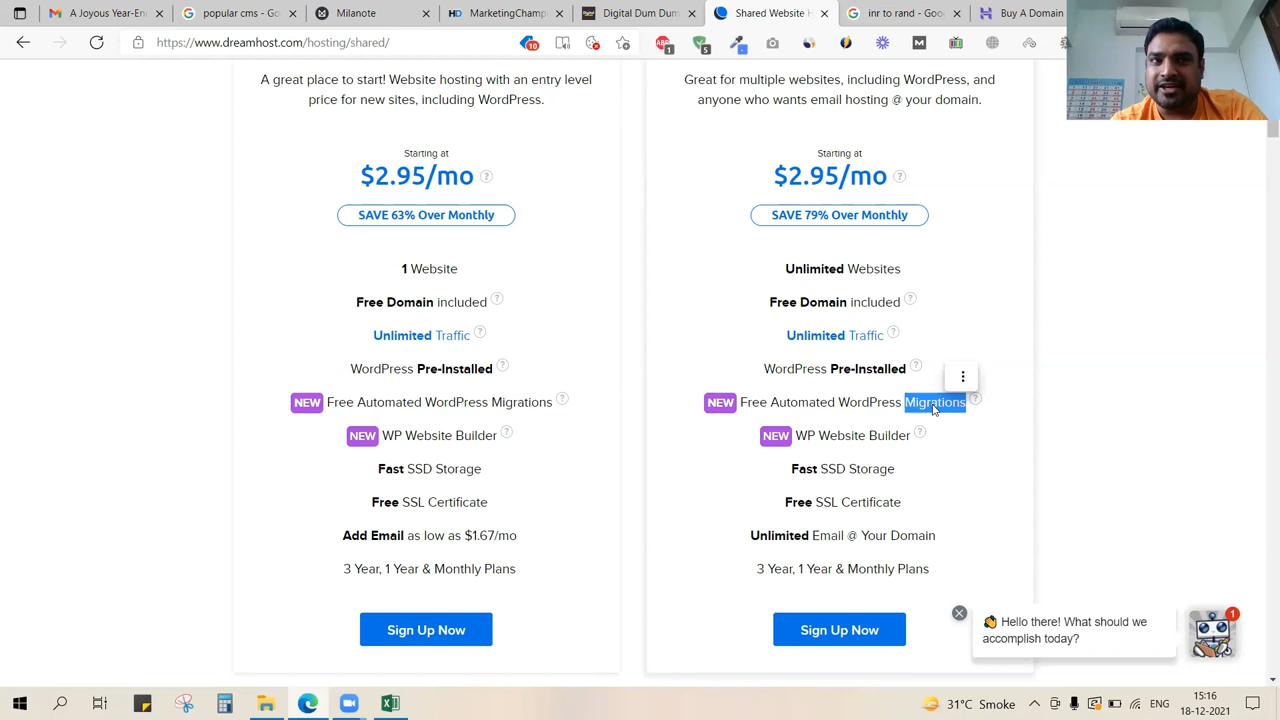 A Joyous Year-En
popular cms - Goo
Milanote
MarketingChamp
Digital Dum Dum
Shared Website H
inr to rand - Goo
Buy A Domain
https://www.dreamhost.com/hosting/shared/
10
1
5
A great place to start! Website hosting with an entry level
price for new sites, including WordPress.
Starting at
$2.95/mo
SAVE 63% Over Monthly
1 Website
Free Domain included
Unlimited Traffic
WordPress Pre-Installed
NEW Free Automated WordPress Migrations
NEW WP Website Builder
Fast SSD Storage
Free SSL Certificate
Add Email as low as $1.67/mo
3 Year, 1 Year & Monthly Plans
Sign Up Now
Great for multiple websites, including WordPress, and
anyone who wants email hosting @ your domain.
Starting at
$2.95/mo
SAVE 79% Over Monthly
Unlimited Websites
Free Domain included
Unlimited Traffic
WordPress Pre-Installed
NEW Free Automated WordPress Migrations
NEW WP Website Builder
Fast SSD Storage
Free SSL Certificate
Unlimited Email @ Your Domain
3 Year, 1 Year & Monthly Plans
Sign Up Now
👋 Hello there! What should we
accomplish today?
1
31°C Smoke
ENG
15:16
18-12-2021